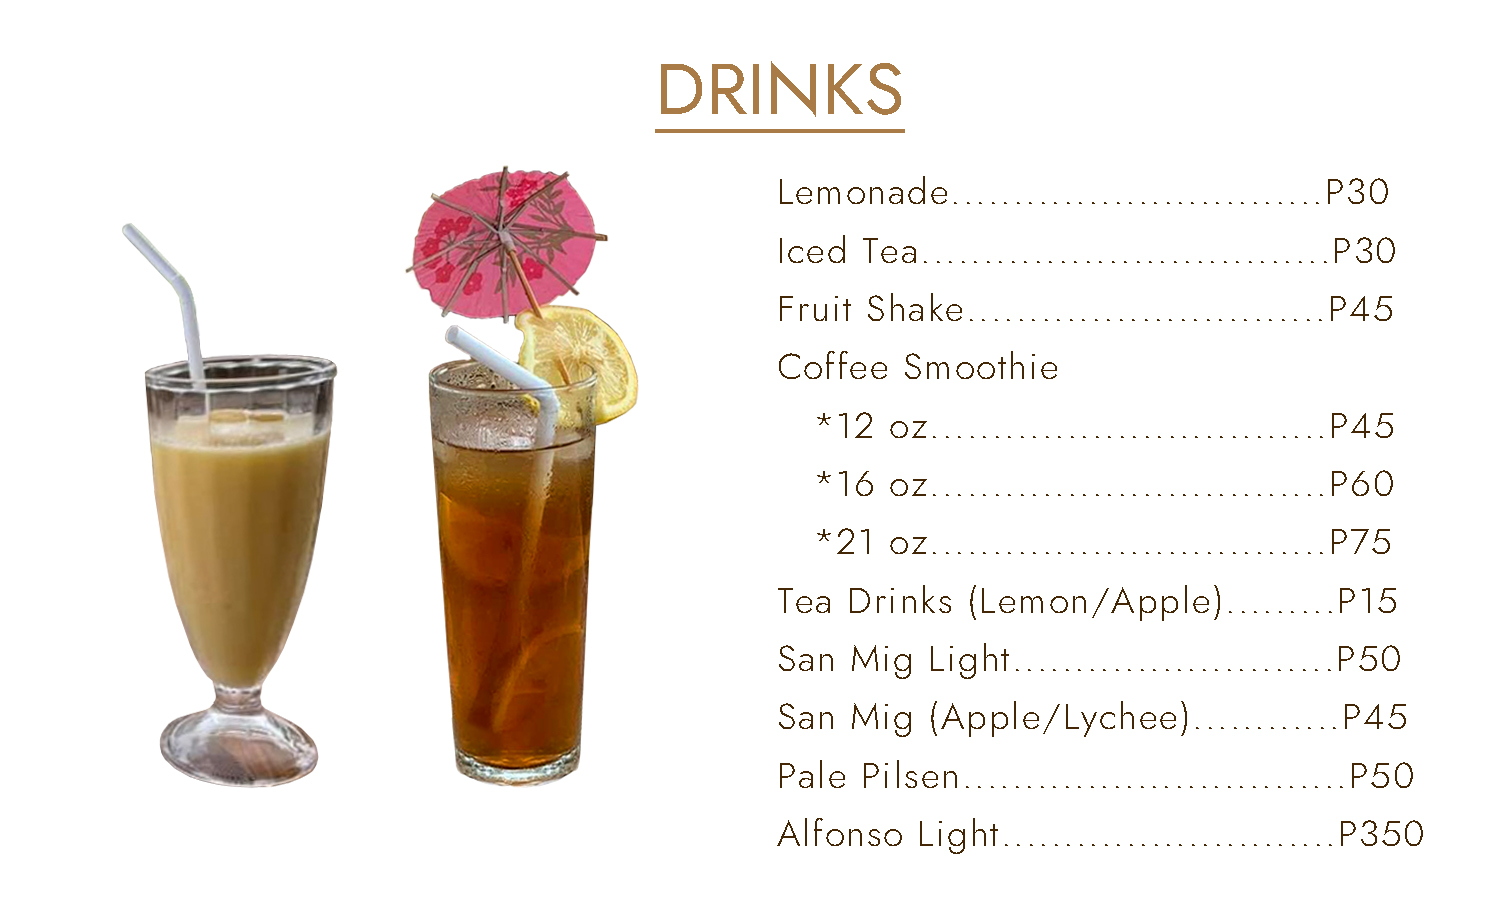 DRINKS
Lemonade..............................P30
Iced Tea.................................P30
Fruit Shake.............................P45
Coffee Smoothie
*12 oz................................P45
*16 oz................................P60
*21 oz................................P75
Tea Drinks (Lemon/Apple).........P15
San Mig Light..........................P50
San Mig (Apple/Lychee)............P45
Pale Pilsen...............................P50
Alfonso Light...........................P350